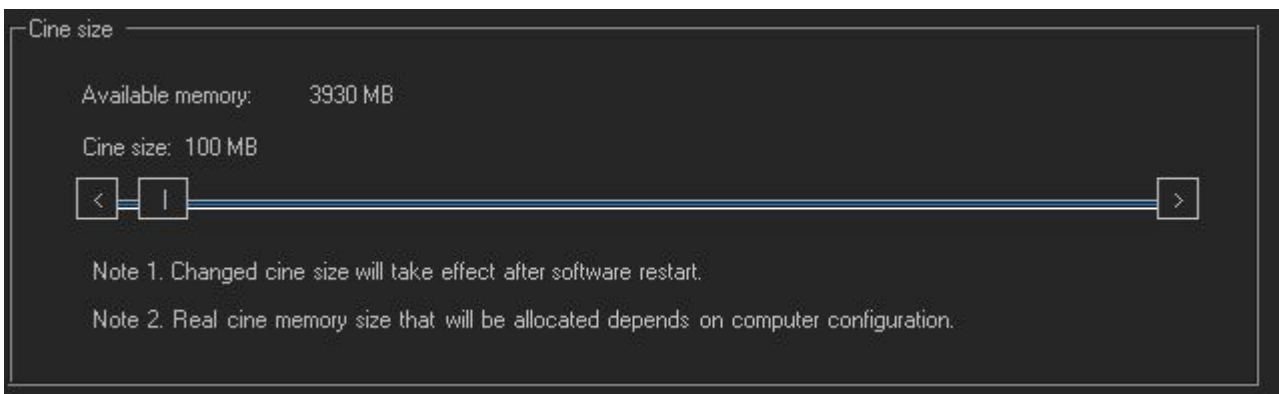 Cine size
Available memory: 3930 MB
Cine size: 100 MB
< | >
Note 1. Changed cine size will take effect after software restart.
Note 2. Real cine memory size that will be allocated depends on computer configuration.